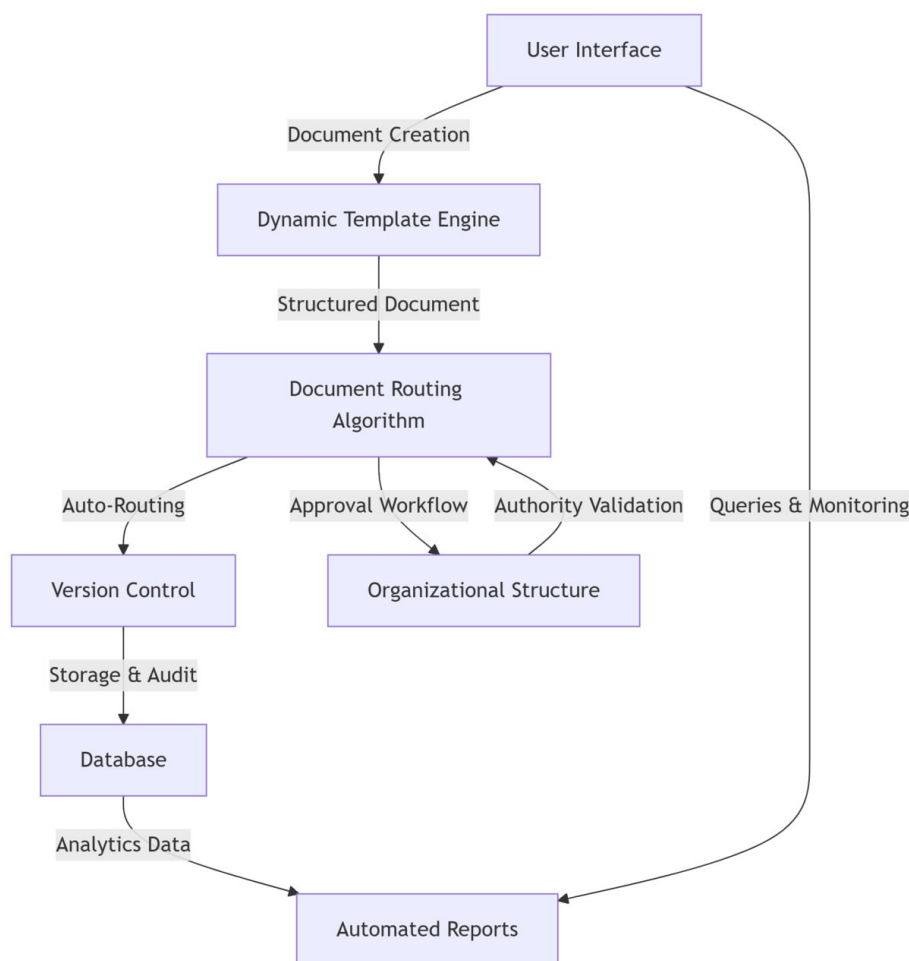 User Interface
Document Creation
Dynamic Template Engine
Structured Document
Document Routing
Algorithm
Auto-Routing
Approval Workflow
Authority Validation
Queries & Monitoring
Version Control
Organizational Structure
Storage & Audit
Database
Analytics Data
Automated Reports